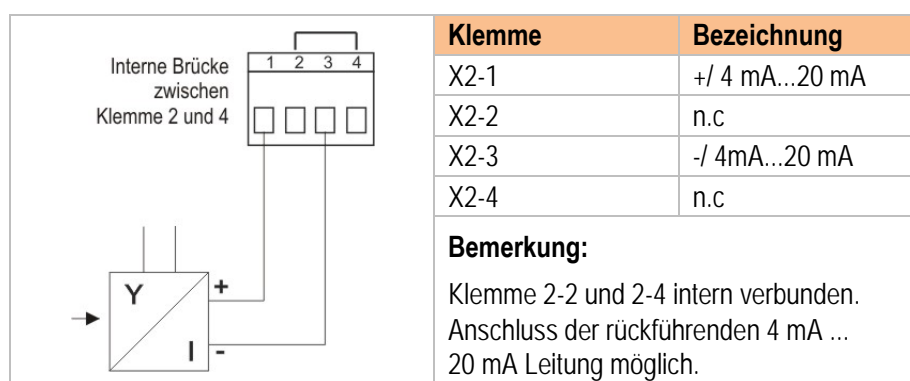 Interne Brücke
zwischen
Klemme 2 und 4
1 2 3 4
Y
I
+
-
Klemme Bezeichnung
X2-1 +/ 4 mA...20 mA
X2-2 n.c
X2-3 -/ 4mA...20 mA
X2-4 n.c
Bemerkung:
Klemme 2-2 und 2-4 intern verbunden.
Anschluss der rückführenden 4 mA ...
20 mA Leitung möglich.